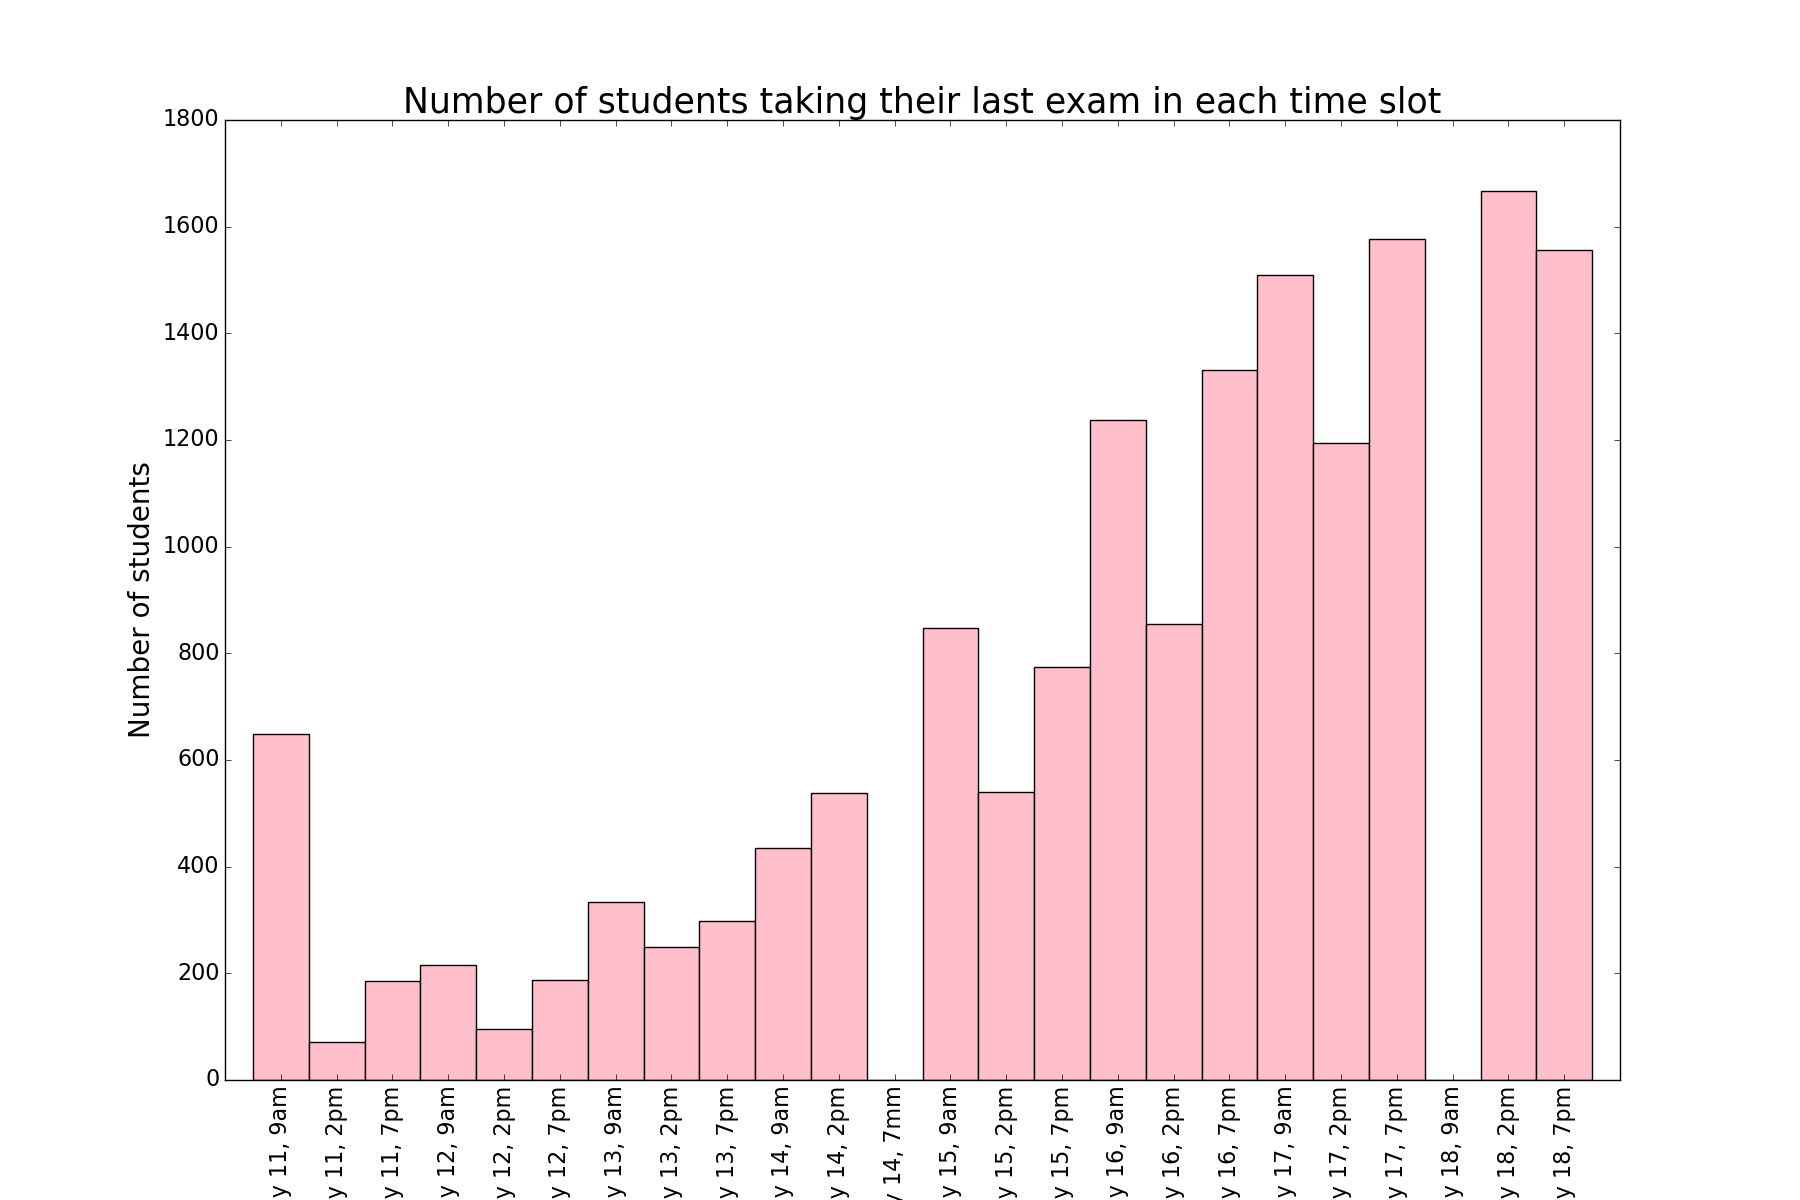 Number of students taking their last exam in each time slot
Number of students
1800
1600
1400
1200
1000
800
600
400
200
0
y 11, 9am
y 11, 2pm
y 11, 7pm
y 12, 9am
y 12, 2pm
y 12, 7pm
y 13, 9am
y 13, 2pm
y 13, 7pm
y 14, 9am
y 14, 2pm
y 14, 7mm
y 15, 9am
y 15, 2pm
y 15, 7pm
y 16, 9am
y 16, 2pm
y 16, 7pm
y 17, 9am
y 17, 2pm
y 17, 7pm
y 18, 9am
y 18, 2pm
y 18, 7pm